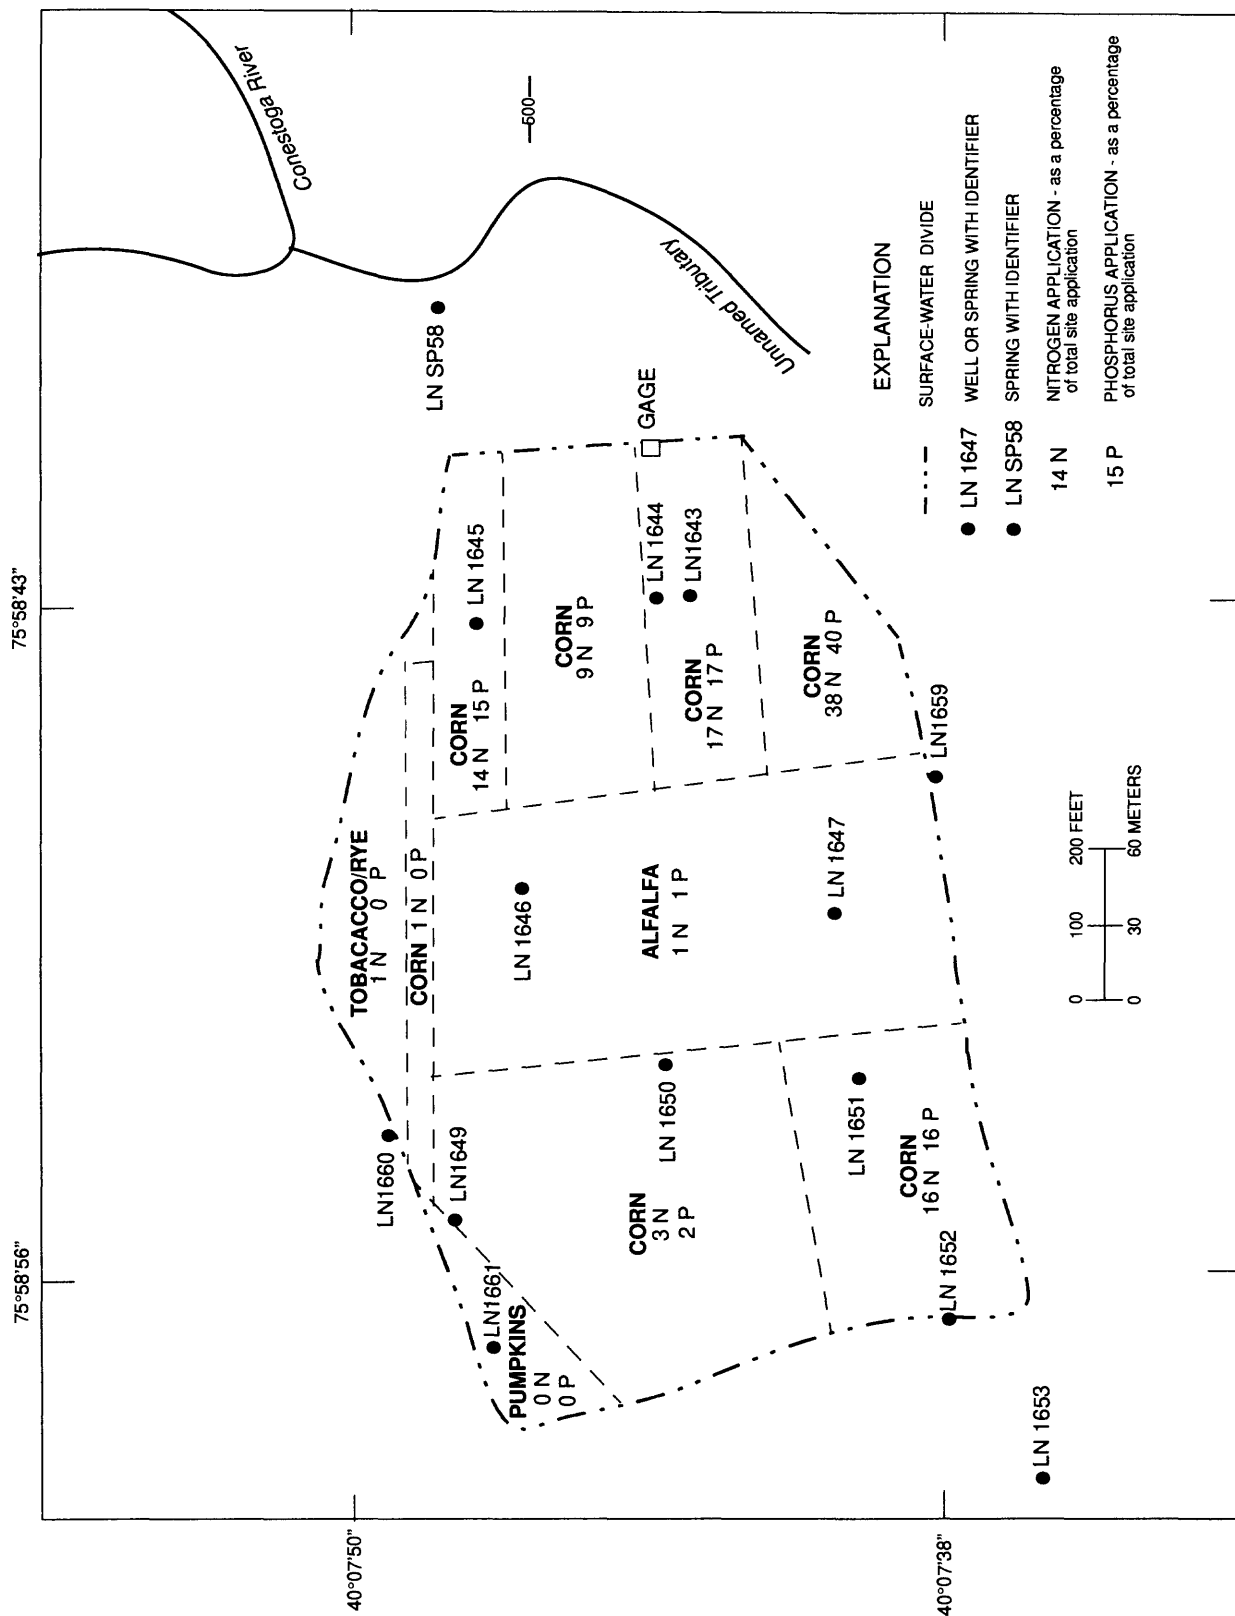 75°58'56"
75°58'43"
40°07'50"
40°07'38"
Conestoga River
Unnamed Tributary
600
LN SP58
GAGE
TOBACACCO/RYE
1 N 0 P
CORN 1 N 0 P
LN1660
LN1649
LN1661
PUMPKINS
0 N
0 P
CORN
14 N 15 P
LN 1645
LN 1646
CORN
9 N 9 P
LN 1644
LN1643
CORN
17 N 17 P
ALFALFA
1 N 1 P
LN 1650
CORN
3 N
2 P
CORN
38 N 40 P
LN 1647
LN1659
LN 1651
CORN
16 N 16 P
LN 1652
LN 1653
0 100 200 FEET
0 30 60 METERS
EXPLANATION
SURFACE-WATER DIVIDE
LN 1647 WELL OR SPRING WITH IDENTIFIER
LN SP58 SPRING WITH IDENTIFIER
14 N NITROGEN APPLICATION - as a percentage
of total site application
15 P PHOSPHORUS APPLICATION - as a percentage
of total site application